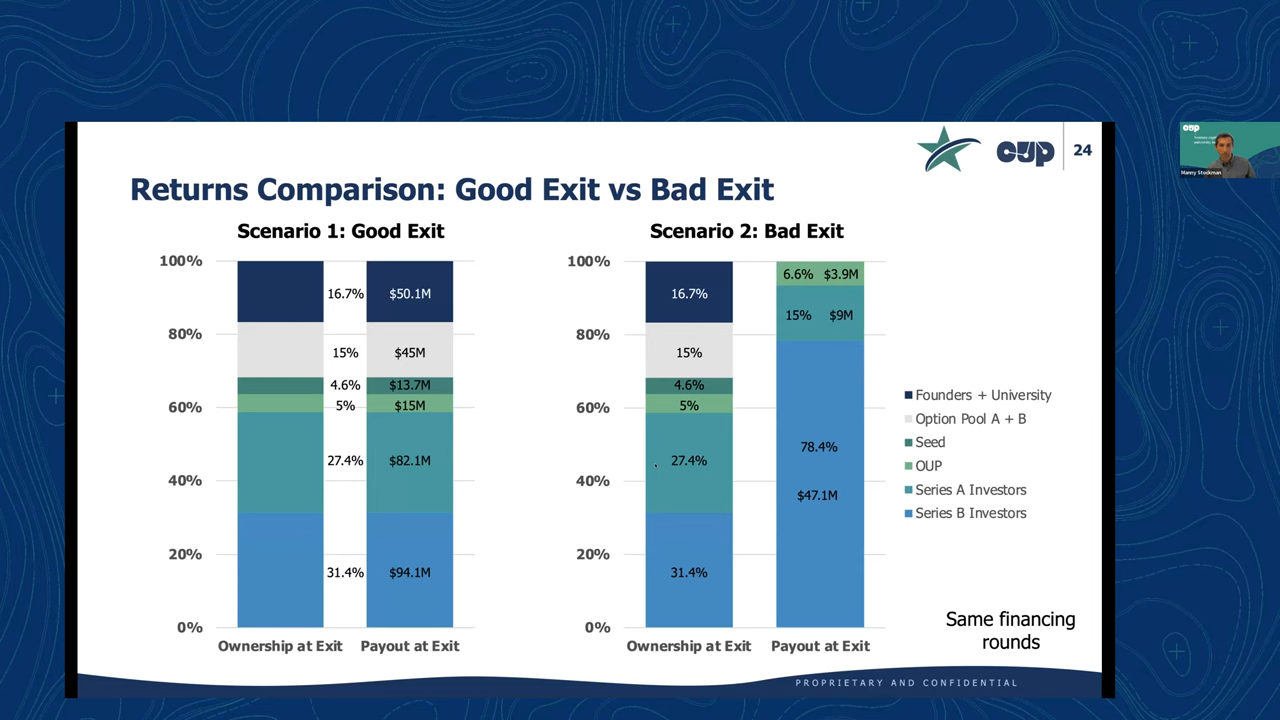 OUP
24
Returns Comparison: Good Exit vs Bad Exit
Scenario 1: Good Exit
100%
80%
60%
40%
20%
0%
16.7%
$50.1M
15%
$45M
4.6%
$13.7M
5%
$15M
27.4%
$82.1M
31.4%
$94.1M
Ownership at Exit
Payout at Exit
Scenario 2: Bad Exit
100%
80%
60%
40%
20%
0%
16.7%
15%
4.6%
5%
27.4%
31.4%
6.6% $3.9M
15% $9M
78.4%
$47.1M
Ownership at Exit
Payout at Exit
Founders + University
Option Pool A + B
Seed
OUP
Series A Investors
Series B Investors
Same financing
rounds
PROPRIETARY AND CONFIDENTIAL
OUP
Manny Stockman